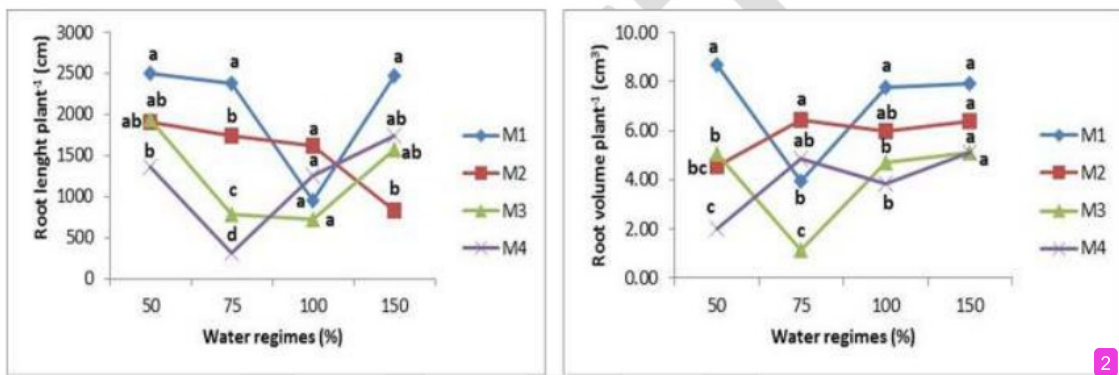 3000
2500
2000
1500
1000
500
0
Root lenght plant⁻¹ (cm)
a
a
a
ab
ab
b
a
ab
b
c
a
a
a
ab
b
d
50
75
100
150
Water regimes (%)
M1
M2
M3
M4
10.00
8.00
6.00
4.00
2.00
0.00
Root volume plant⁻¹ (cm³)
a
a
a
a
b
ab
ab
b
a
bc
a
c
b
b
c
50
75
100
150
Water regimes (%)
M1
M2
M3
M4
2